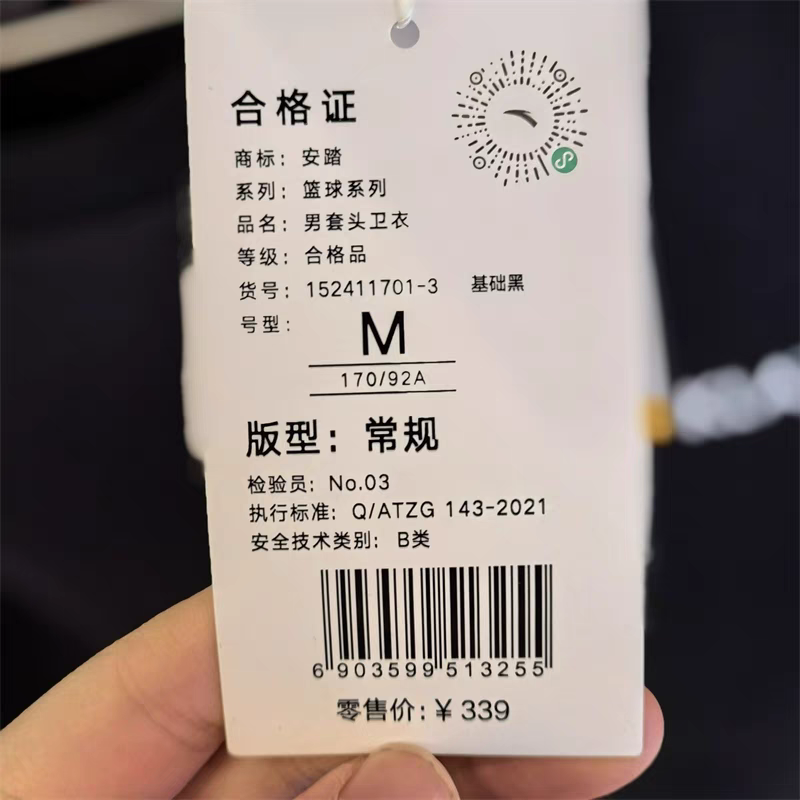 合格证
商标：安踏
系列：篮球系列
品名：男套头卫衣
等级：合格品
货号：152411701-3 基础黑
号型：
M
170/92A
版型：常规
检验员：No.03
执行标准：Q/ATZG 143-2021
安全技术类别：B类
6 903599 513255
零售价：¥ 339